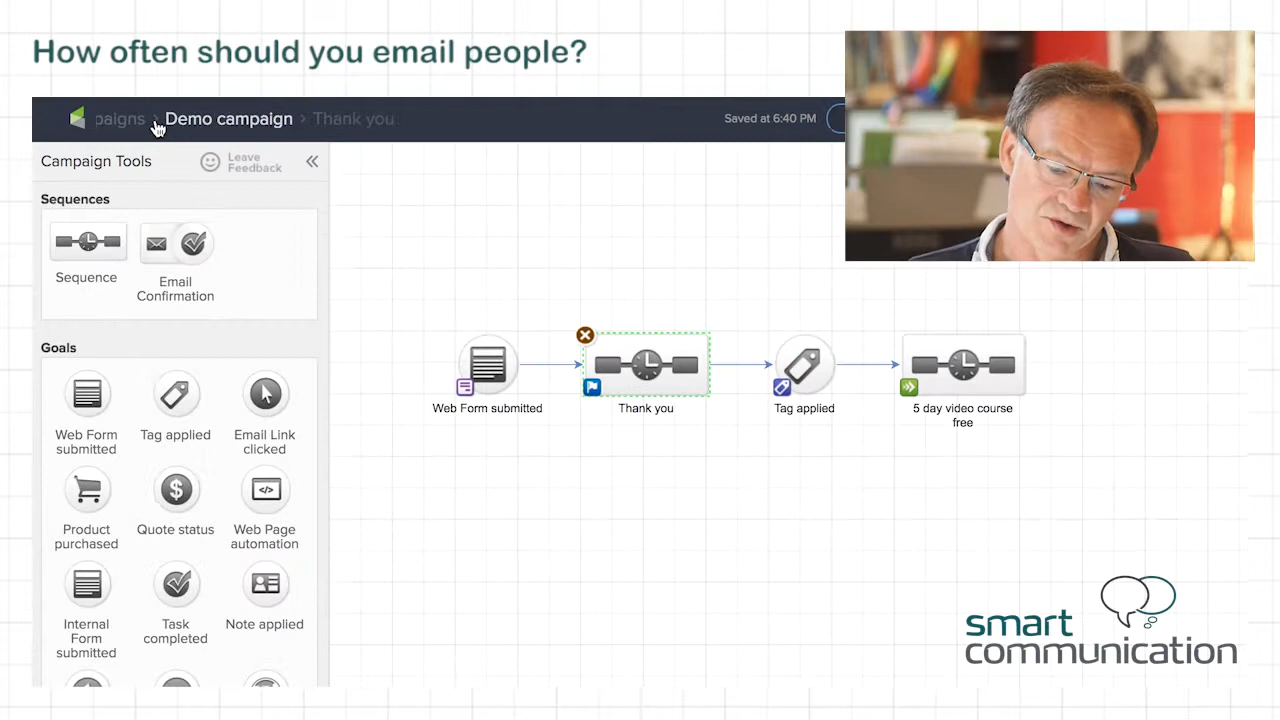 How often should you email people?
paigns > Demo campaign > Thank you
Saved at 6:40 PM
Campaign Tools
Leave
Feedback
Sequences
Sequence
Email
Confirmation
Goals
Web Form
submitted
Tag applied
Email Link
clicked
Product
purchased
Quote status
Web Page
automation
Internal
Form
submitted
Task
completed
Note applied
Web Form submitted
Thank you
Tag applied
5 day video course
free
smart
communication